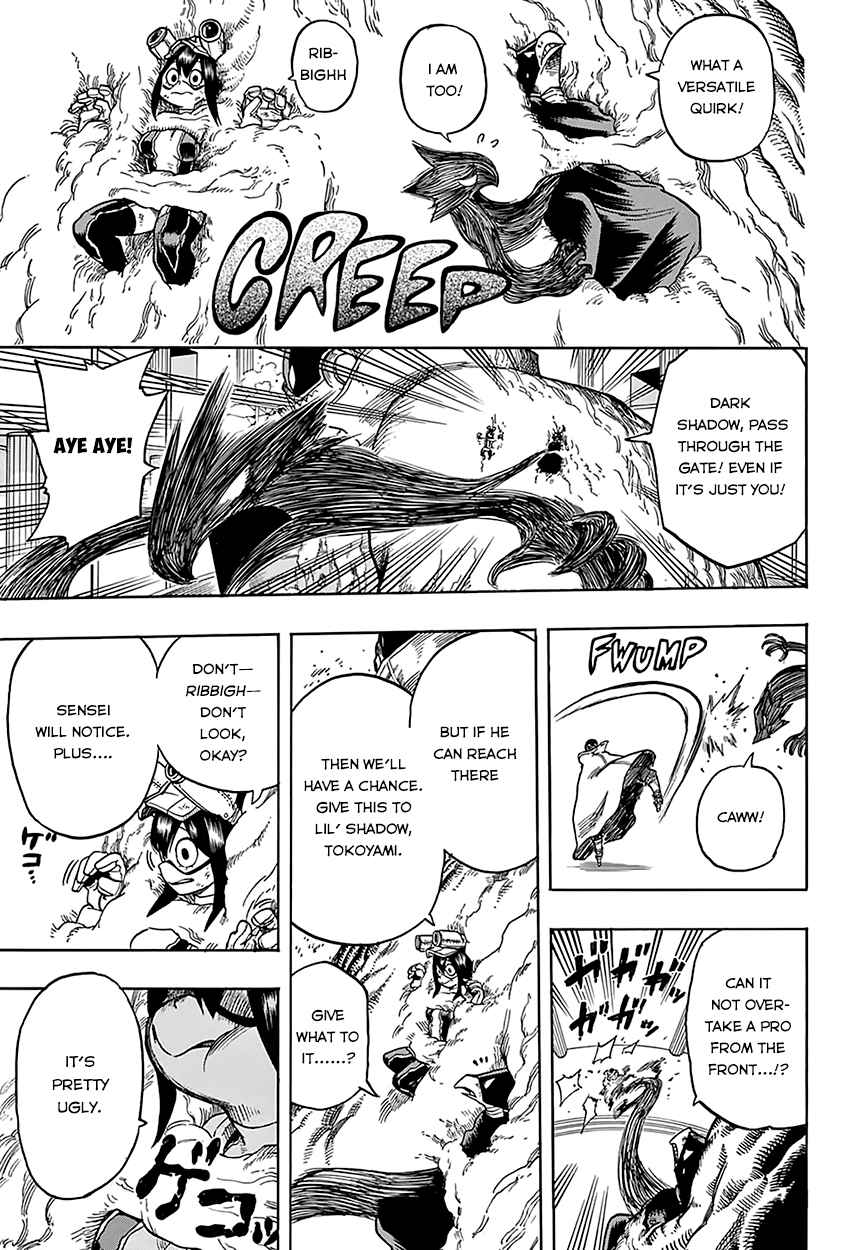 WHAT A
VERSATILE
QUIRK!
I AM
TOO!
RIB-
BIGHH
CREEP
DARK
SHADOW, PASS
THROUGH THE
GATE! EVEN IF
IT'S JUST YOU!
AYE AYE!
FWUMP
CAWW!
CAN IT
NOT OVER-
TAKE A PRO
FROM THE
FRONT...!?
ガガガガッ
BUT IF HE
CAN REACH
THERE
THEN WE'LL
HAVE A CHANCE.
GIVE THIS TO
LIL' SHADOW,
TOKOYAMI.
GIVE
WHAT TO
IT......?
DON'T—
RIBBIGH—
DON'T
LOOK,
OKAY?
SENSEI
WILL NOTICE.
PLUS....
ゲコ…
IT'S
PRETTY
UGLY.
ゲコッ